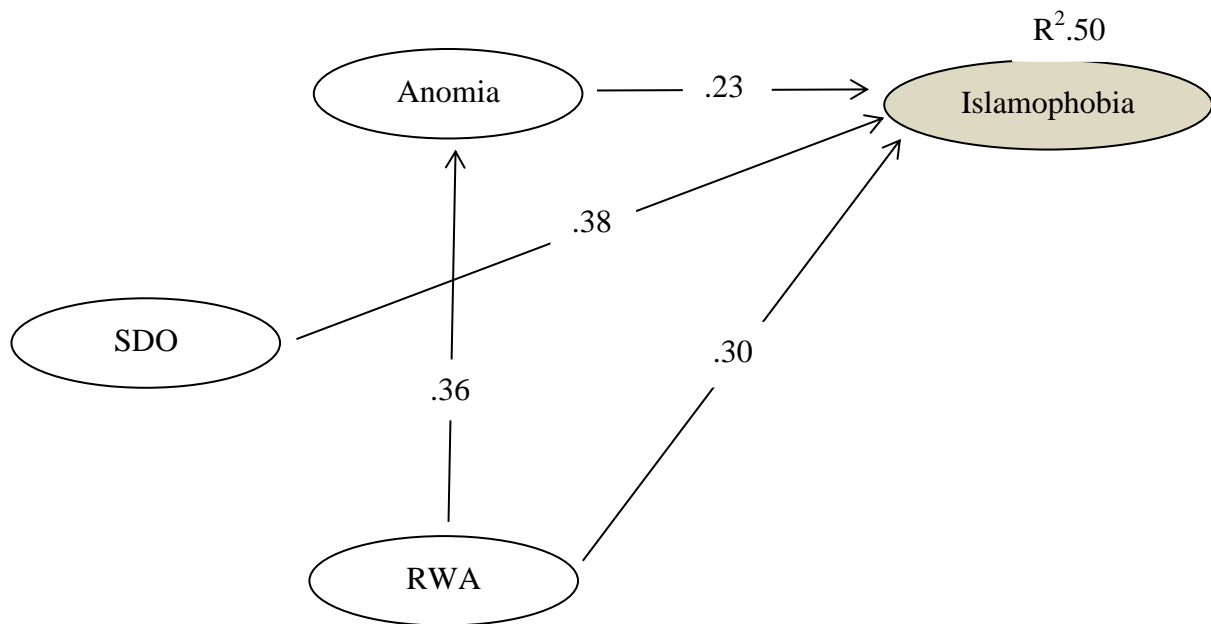 R².50
Anomia
.23
Islamophobia
.38
SDO
.30
.36
RWA